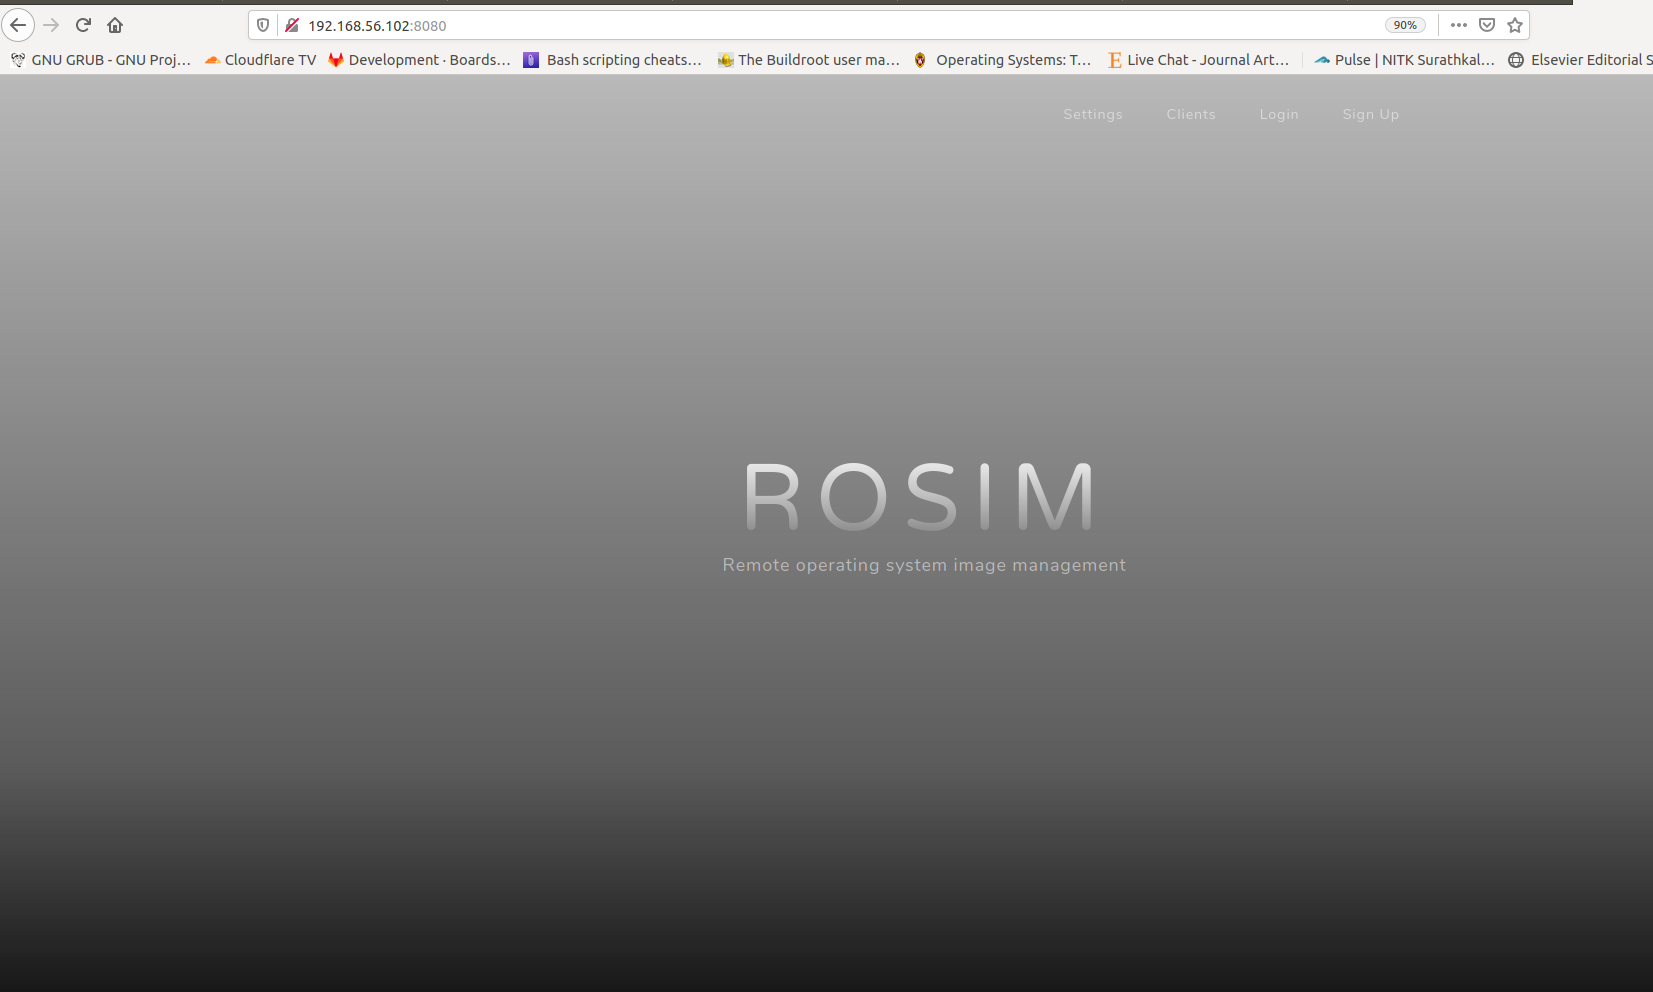 192.168.56.102:8080 90%
GNU GRUB - GNU Proj... Cloudflare TV Development · Boards... Bash scripting cheats... The Buildroot user ma... Operating Systems: T... Live Chat - Journal Art... Pulse | NITK Surathkal... Elsevier Editorial S
Settings Clients Login Sign Up
ROSIM
Remote operating system image management